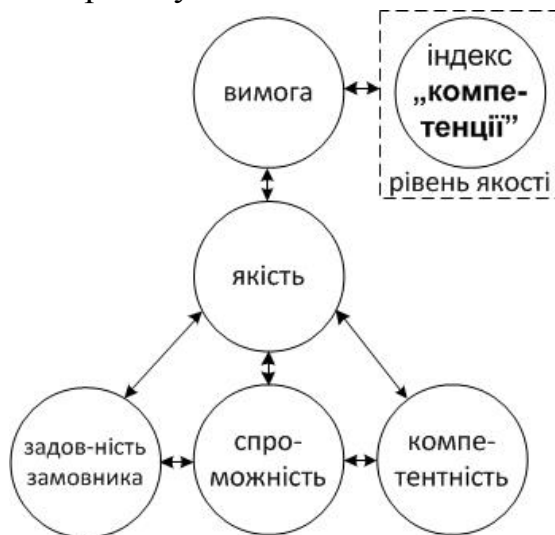 вимога
індекс
„компе-
тенції”
рівень якості
якість
задов-ність
замовника
спро-
можність
компе-
тентність